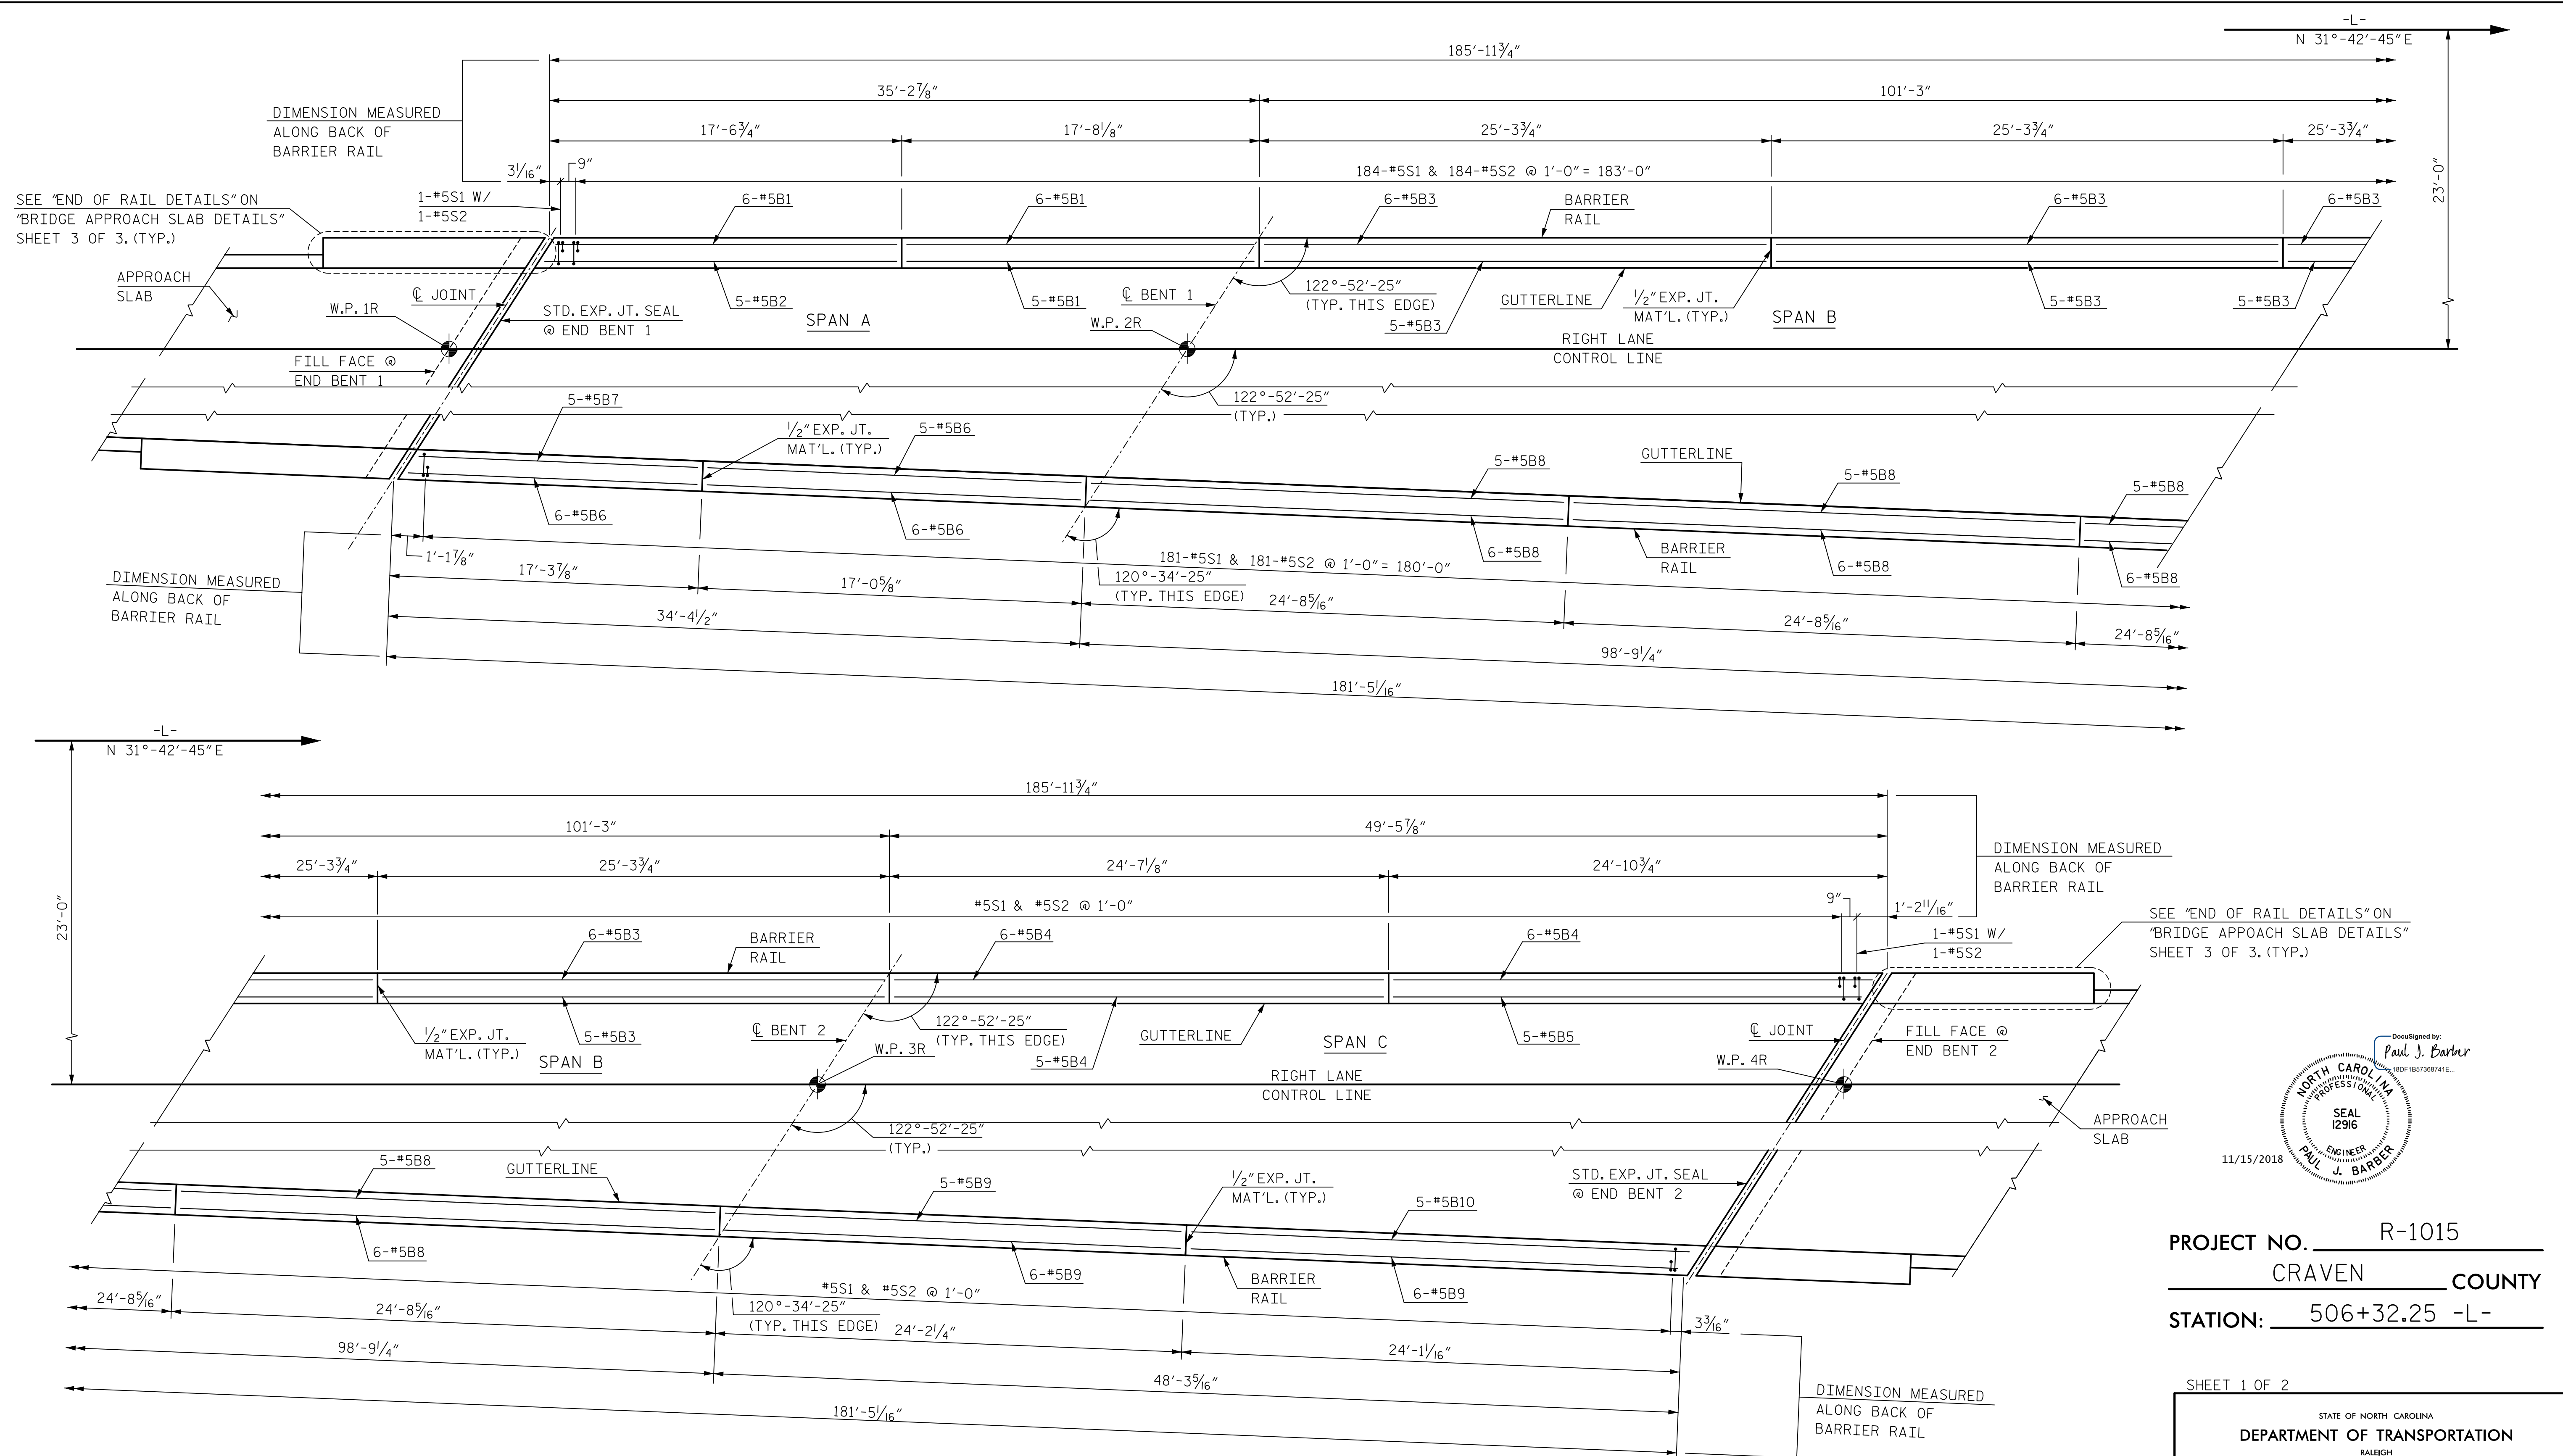 -L-
N 31°-42'-45" E
185'-11¾"
35'-2⅞"
101'-3"
DIMENSION MEASURED
ALONG BACK OF
BARRIER RAIL
17'-6¾"
17'-8⅛"
25'-3¾"
25'-3¾"
25'-3¾"
23'-0"
3⅟₁₆"
9"
184-#5S1 & 184-#5S2 @ 1'-0" = 183'-0"
SEE "END OF RAIL DETAILS" ON
"BRIDGE APPROACH SLAB DETAILS"
SHEET 3 OF 3. (TYP.)
1-#5S1 W/
1-#5S2
6-#5B1
6-#5B1
6-#5B3
BARRIER
RAIL
6-#5B3
6-#5B3
APPROACH
SLAB
W.P. 1R
℄ JOINT
STD. EXP. JT. SEAL
@ END BENT 1
5-#5B2
SPAN A
5-#5B1
℄ BENT 1
W.P. 2R
122°-52'-25"
(TYP. THIS EDGE)
5-#5B3
GUTTERLINE
½" EXP. JT.
MAT'L. (TYP.)
SPAN B
5-#5B3
5-#5B3
RIGHT LANE
CONTROL LINE
FILL FACE @
END BENT 1
122°-52'-25"
(TYP.)
5-#5B7
½" EXP. JT.
MAT'L. (TYP.)
5-#5B6
5-#5B8
GUTTERLINE
5-#5B8
5-#5B8
6-#5B6
6-#5B6
6-#5B8
BARRIER
RAIL
6-#5B8
6-#5B8
1'-1⅞"
181-#5S1 & 181-#5S2 @ 1'-0" = 180'-0"
DIMENSION MEASURED
ALONG BACK OF
BARRIER RAIL
17'-3⅞"
17'-0⅝"
120°-34'-25"
(TYP. THIS EDGE)
24'-8⁵⁄₁₆"
24'-8⁵⁄₁₆"
24'-8⁵⁄₁₆"
34'-4½"
98'-9¼"
181'-5⅟₁₆"
-L-
N 31°-42'-45" E
185'-11¾"
101'-3"
49'-5⅞"
25'-3¾"
25'-3¾"
24'-7⅛"
24'-10¾"
DIMENSION MEASURED
ALONG BACK OF
BARRIER RAIL
23'-0"
#5S1 & #5S2 @ 1'-0"
9"
1'-2¹¹⁄₁₆"
SEE "END OF RAIL DETAILS" ON
"BRIDGE APPOACH SLAB DETAILS"
SHEET 3 OF 3. (TYP.)
6-#5B3
BARRIER
RAIL
6-#5B4
6-#5B4
1-#5S1 W/
1-#5S2
½" EXP. JT.
MAT'L. (TYP.)
5-#5B3
SPAN B
℄ BENT 2
122°-52'-25"
(TYP. THIS EDGE)
W.P. 3R
5-#5B4
GUTTERLINE
SPAN C
5-#5B5
℄ JOINT
W.P. 4R
FILL FACE @
END BENT 2
RIGHT LANE
CONTROL LINE
122°-52'-25"
(TYP.)
APPROACH
SLAB
5-#5B8
GUTTERLINE
5-#5B9
½" EXP. JT.
MAT'L. (TYP.)
5-#5B10
STD. EXP. JT. SEAL
@ END BENT 2
6-#5B8
6-#5B9
BARRIER
RAIL
6-#5B9
#5S1 & #5S2 @ 1'-0"
24'-8⁵⁄₁₆"
24'-8⁵⁄₁₆"
120°-34'-25"
(TYP. THIS EDGE)
24'-2¼"
24'-1⅟₁₆"
3³⁄₁₆"
98'-9¼"
48'-3⁵⁄₁₆"
181'-5⅟₁₆"
DIMENSION MEASURED
ALONG BACK OF
BARRIER RAIL
DocuSigned by:
Paul J. Barber
18DF1B57368741E...
NORTH CAROLINA
PROFESSIONAL
SEAL
12916
ENGINEER
PAUL J. BARBER
11/15/2018
PROJECT NO. R-1015
CRAVEN COUNTY
STATION: 506+32.25 -L-
SHEET 1 OF 2
STATE OF NORTH CAROLINA
DEPARTMENT OF TRANSPORTATION
RALEIGH